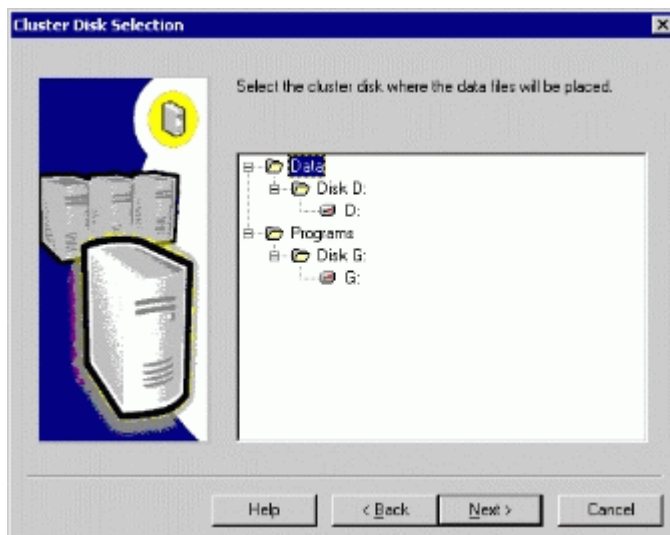 Cluster Disk Selection
Select the cluster disk where the data files will be placed.
Data
Disk D:
D:
Programs
Disk G:
G:
Help
< Back
Next >
Cancel